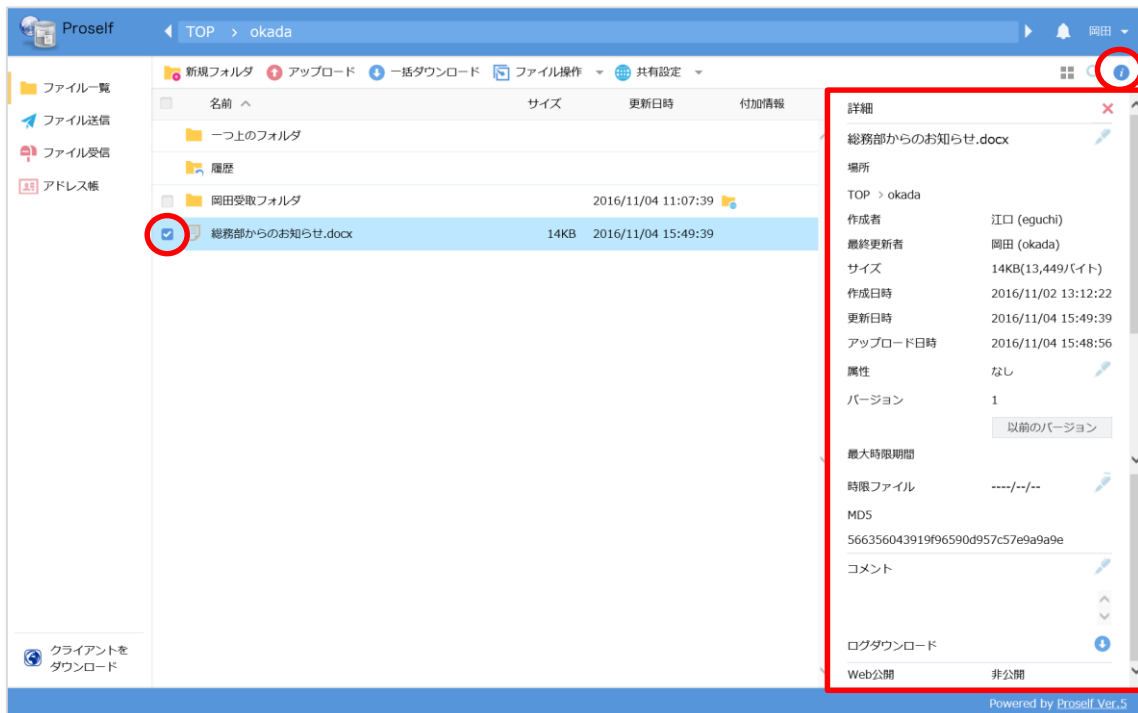 Proself
TOP > okada
岡田
ファイル一覧
ファイル送信
ファイル受信
アドレス帳
クライアントを
ダウンロード
新規フォルダ アップロード 一括ダウンロード ファイル操作 共有設定
名前 サイズ 更新日時 付加情報
一つ上のフォルダ
履歴
岡田受取フォルダ 2016/11/04 11:07:39
総務部からのお知らせ.docx 14KB 2016/11/04 15:49:39
詳細
総務部からのお知らせ.docx
場所
TOP > okada
作成者 江口 (eguchi)
最終更新者 岡田 (okada)
サイズ 14KB(13,449バイト)
作成日時 2016/11/02 13:12:22
更新日時 2016/11/04 15:49:39
アップロード日時 2016/11/04 15:48:56
属性 なし
バージョン 1
以前のバージョン
最大時限期間
時限ファイル ----/--/--
MD5
566356043919f96590d957c57e9a9a9e
コメント
ログダウンロード
Web公開 非公開
Powered by Proself Ver.5